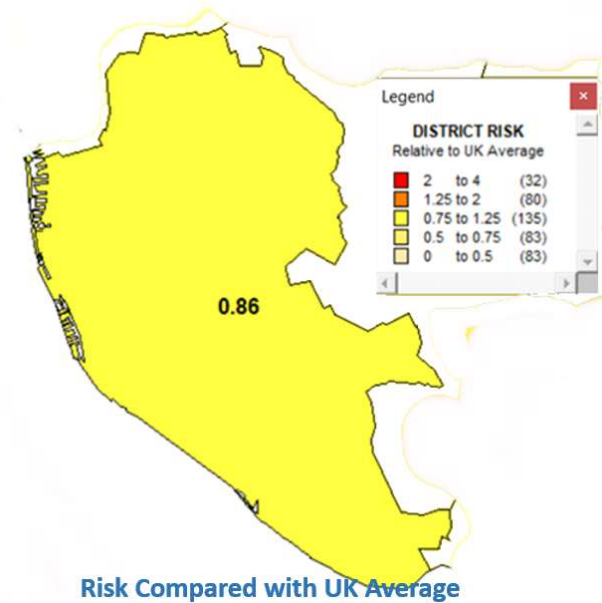 Legend
DISTRICT RISK
Relative to UK Average
2 to 4 (32)
1.25 to 2 (80)
0.75 to 1.25 (135)
0.5 to 0.75 (83)
0 to 0.5 (83)
0.86
Risk Compared with UK Average